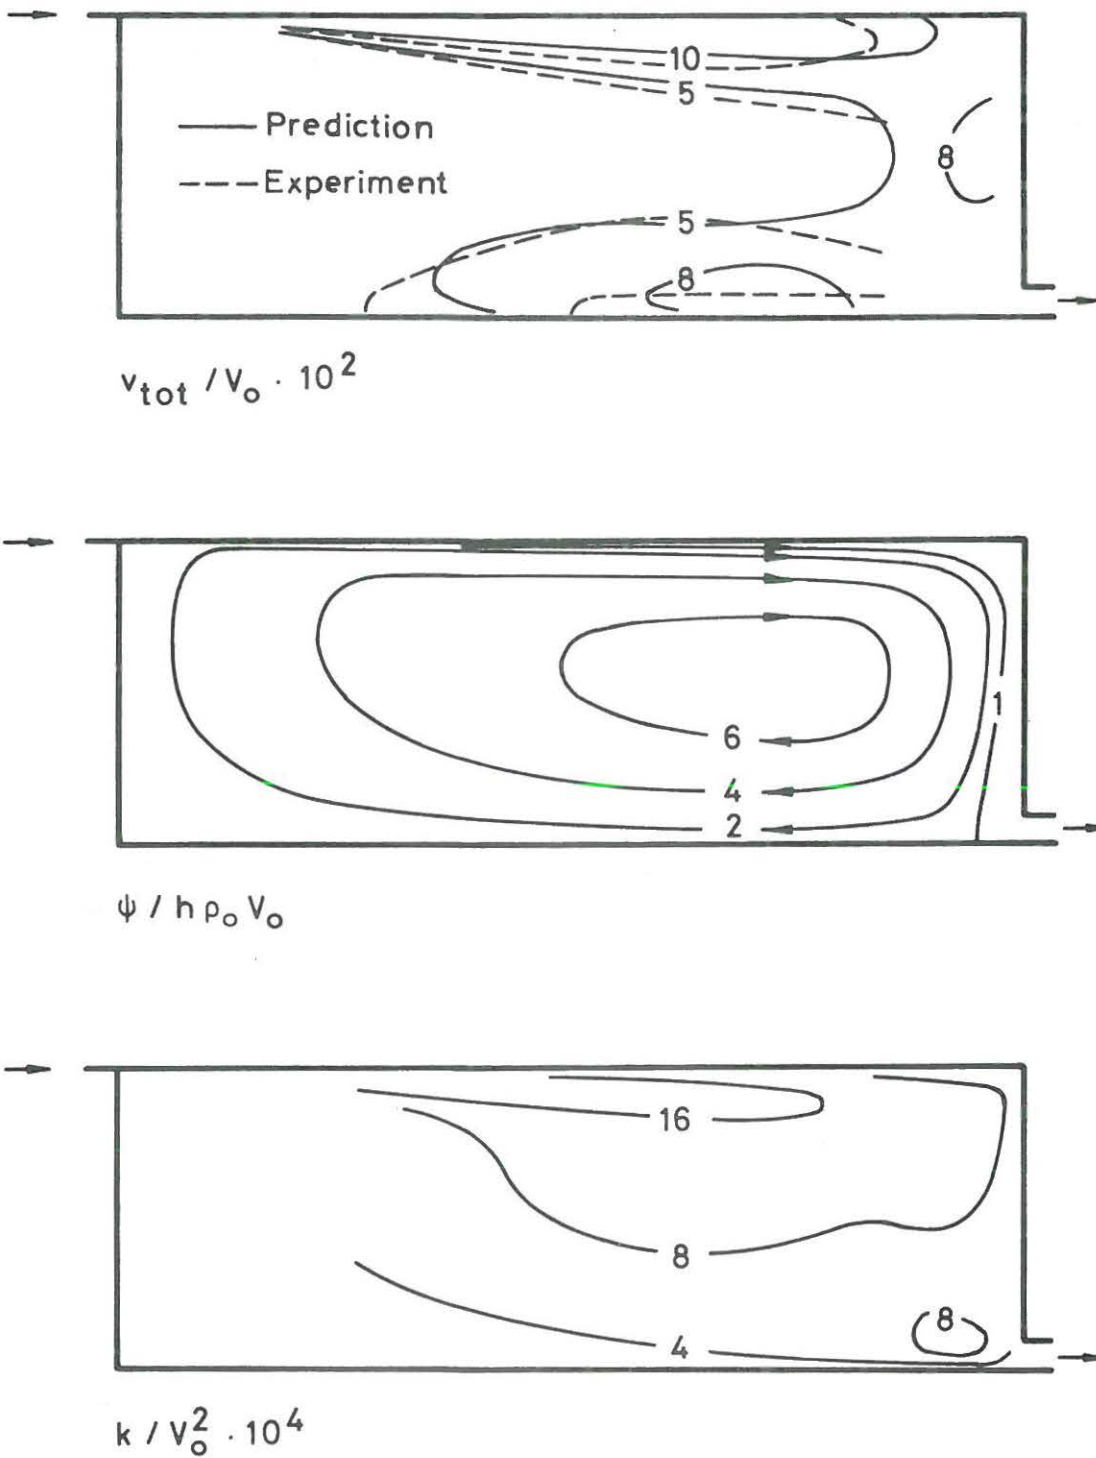 10
5
Prediction
8
Experiment
5
8
v_tot / V_o · 10^2
1
6
4
2
ψ / h ρ_o V_o
16
8
8
4
k / V_o^2 · 10^4